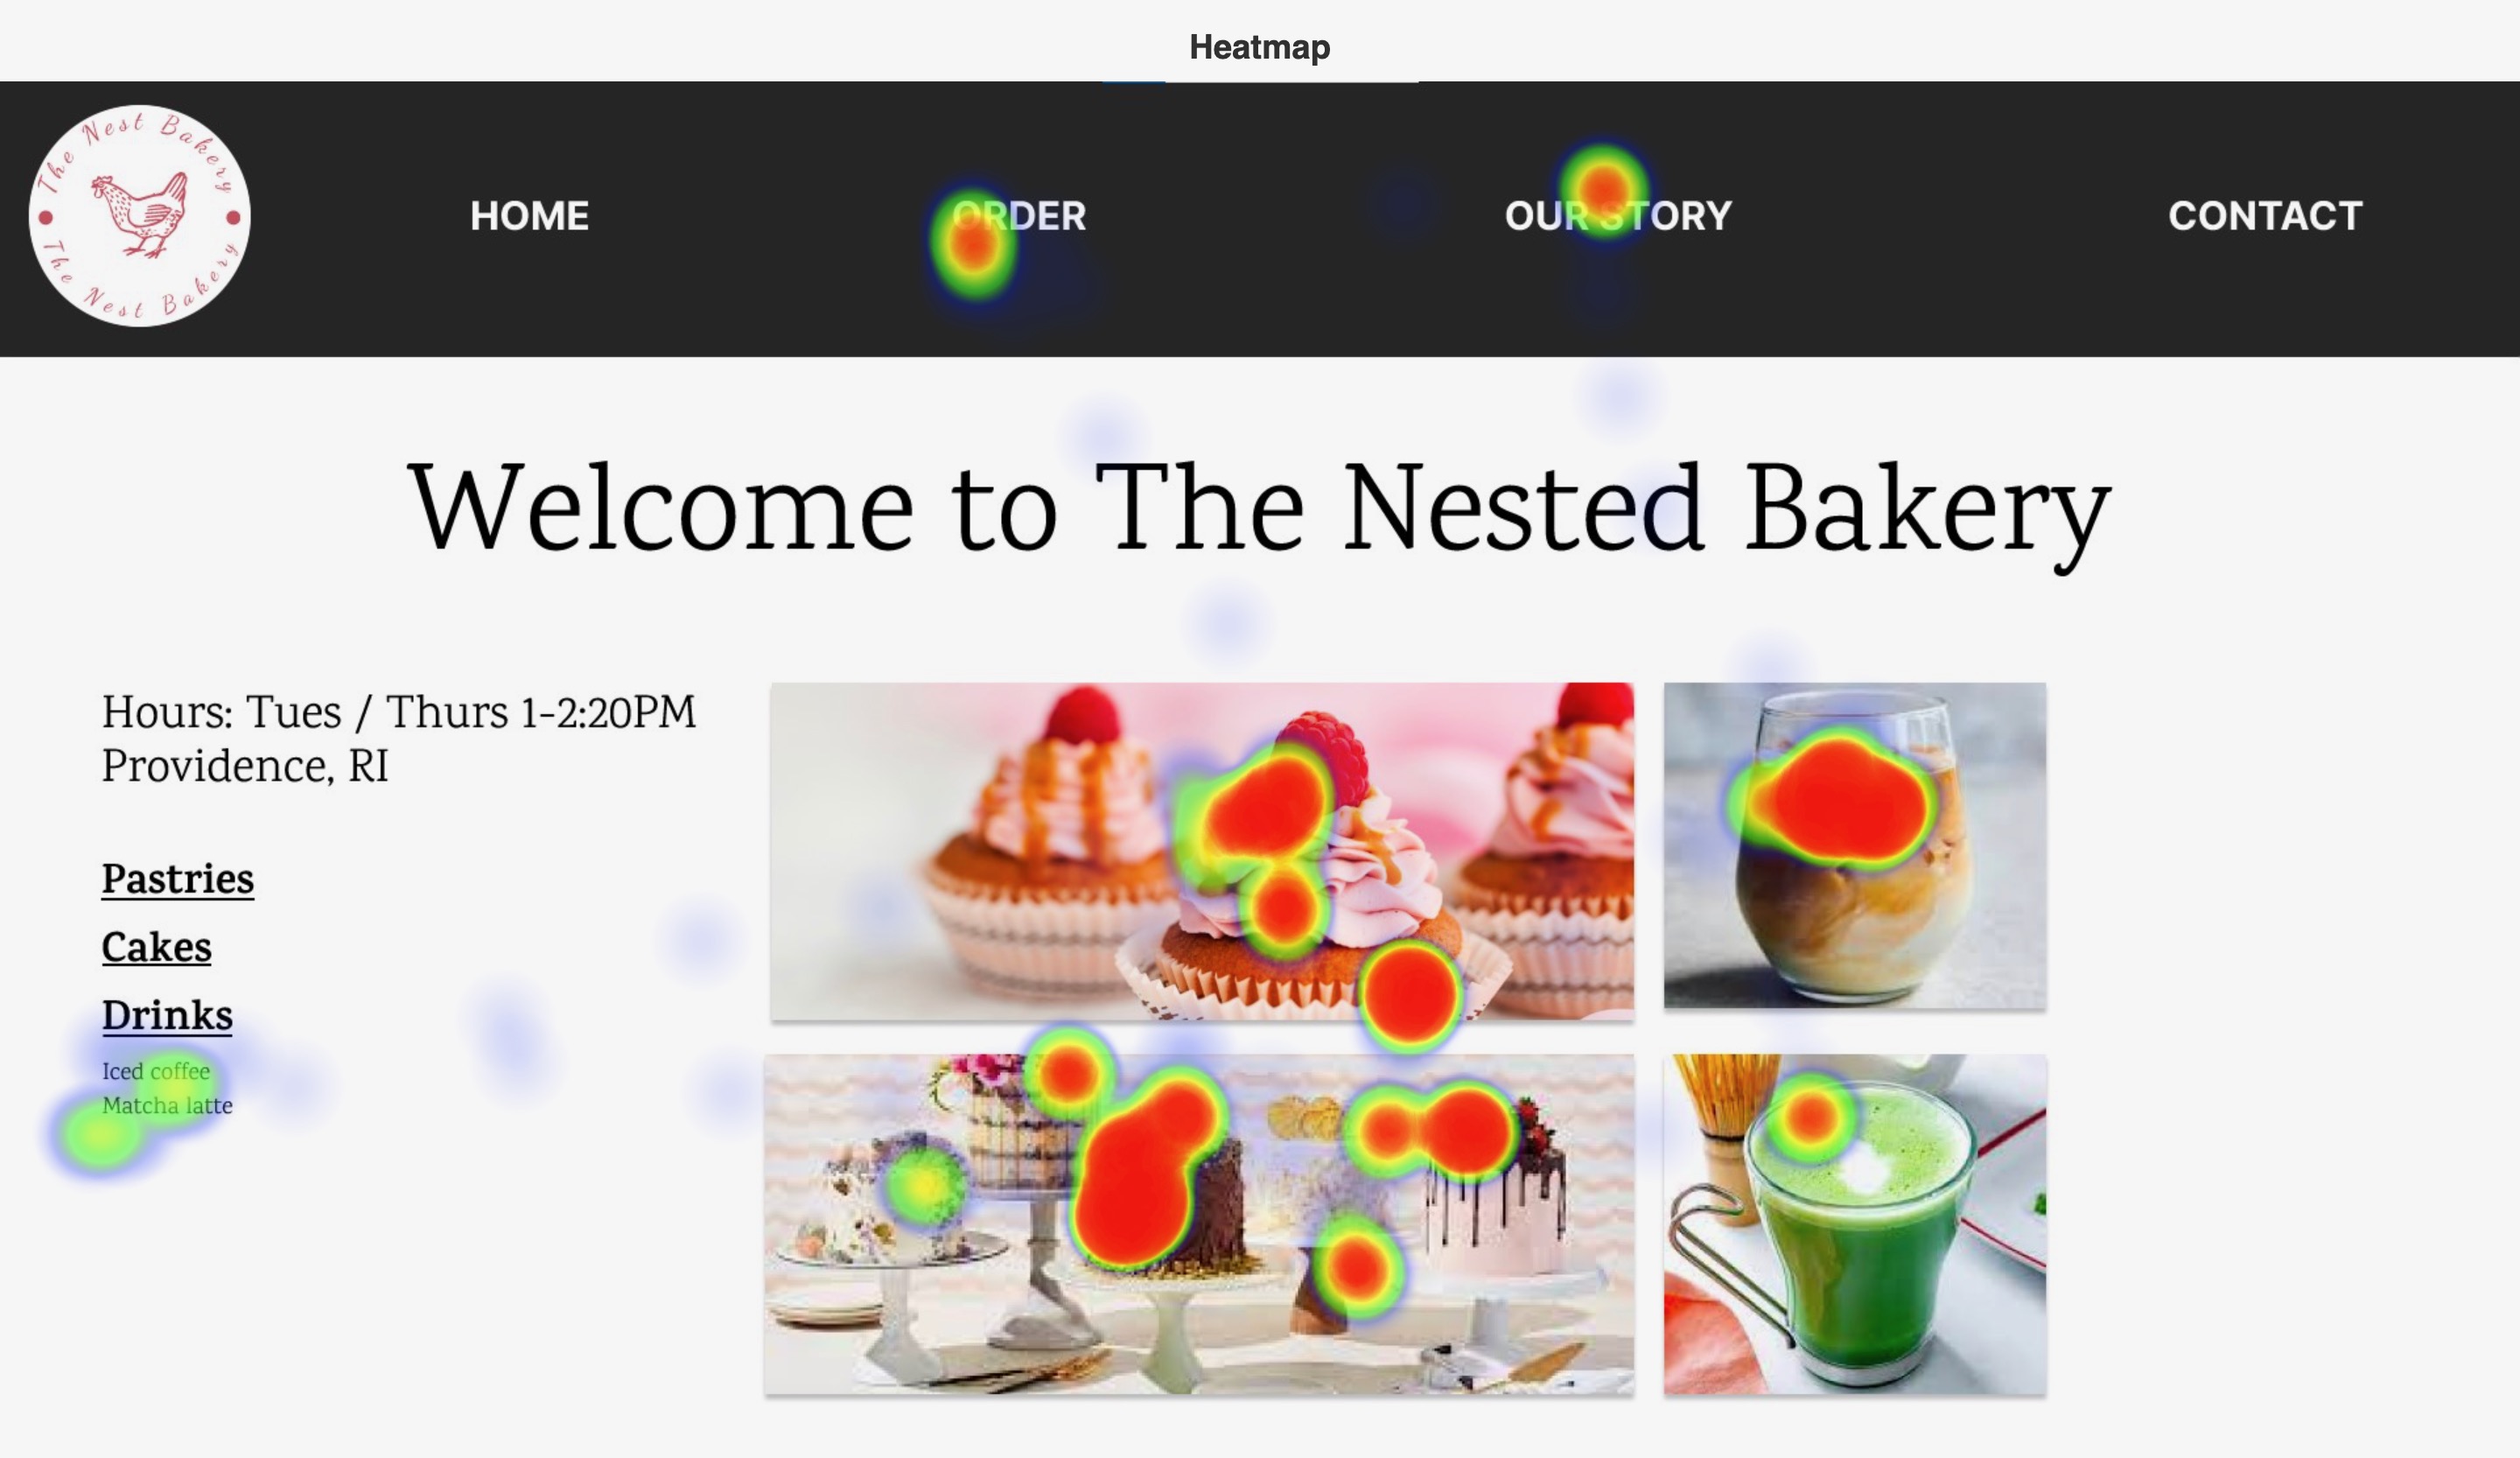 Heatmap
The Nest Bakery
The Nest Bakery
HOME
ORDER
OUR STORY
CONTACT
Welcome to The Nested Bakery
Hours: Tues / Thurs 1-2:20PM
Providence, RI
Pastries
Cakes
Drinks
Iced coffee
Matcha latte